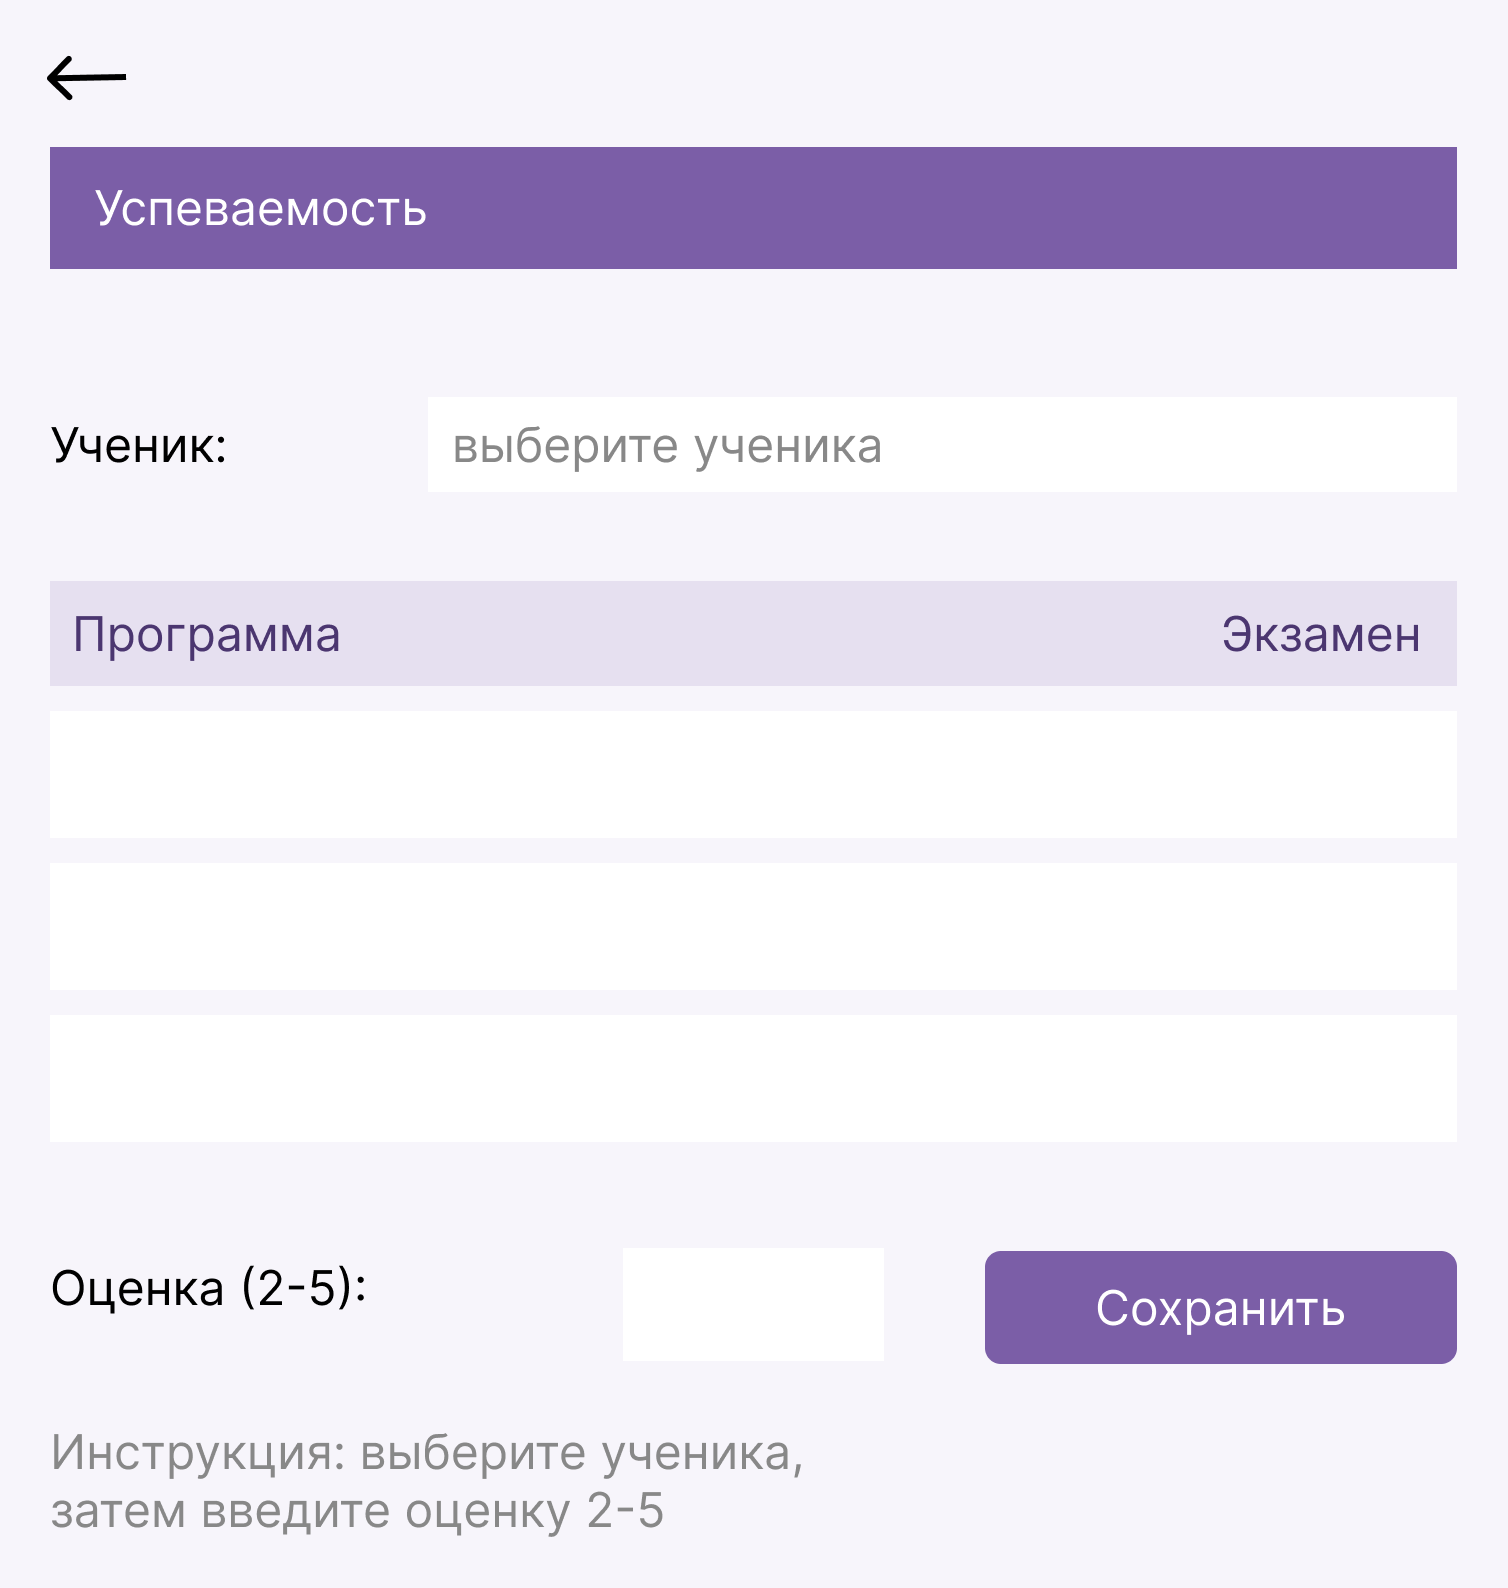 Успеваемость
Ученик: выберите ученика
Программа Экзамен
Оценка (2-5): Сохранить
Инструкция: выберите ученика,
затем введите оценку 2-5